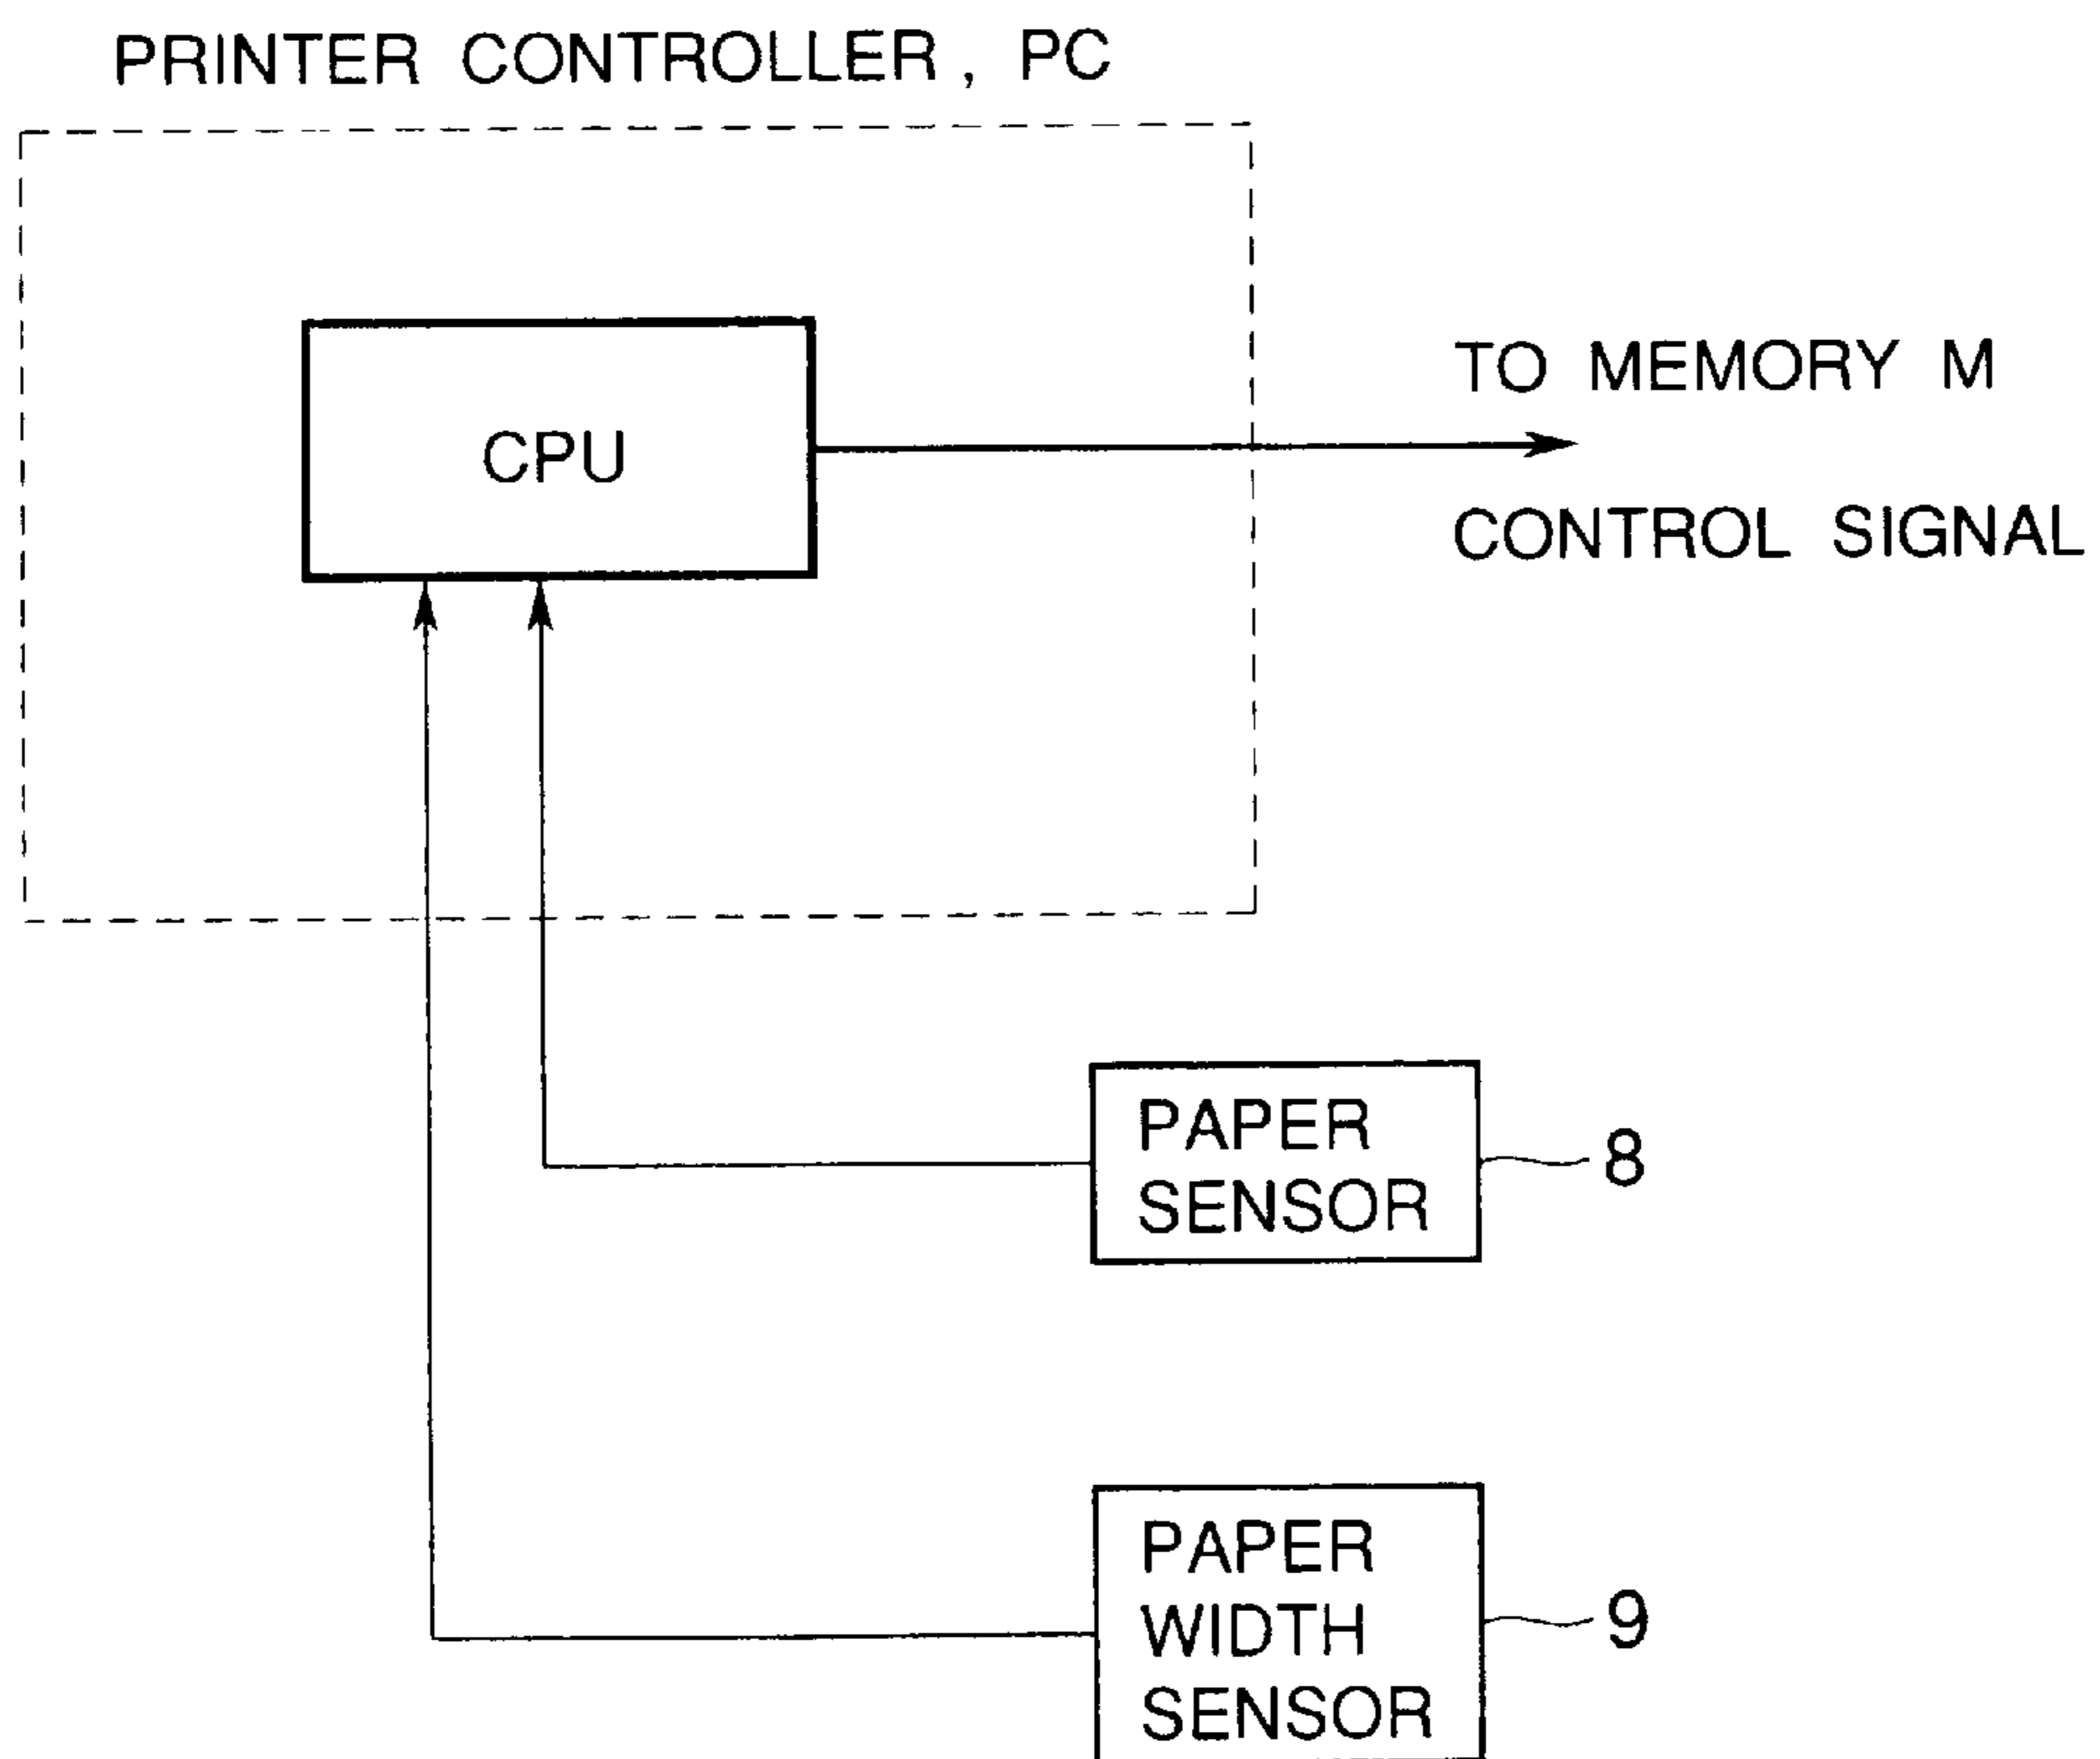 PRINTER CONTROLLER, PC
CPU
TO MEMORY M
CONTROL SIGNAL
PAPER
SENSOR
8
PAPER
WIDTH
SENSOR
9